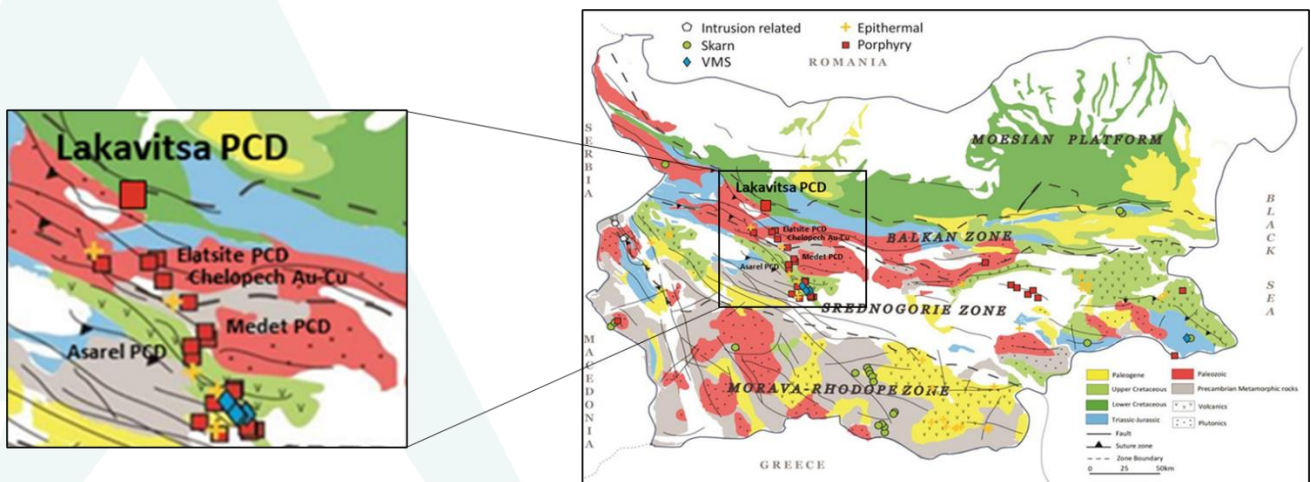 Lakavitsa PCD
Elatsite PCD
Chelopech Au-Cu
Medet PCD
Asarel PCD
Intrusion related
Skarn
VMS
Epithermal
Porphyry
ROMANIA
SERBIA
MACEDONIA
GREECE
BLACK SEA
MOESIAN PLATFORM
Lakavitsa PCD
Elatsite PCD
Chelopech Au-Cu
BALKAN ZONE
Medet PCD
Asarel PCD
SREDNOGORIE ZONE
MORAVA-RHODOPE ZONE
Paleogene
Upper Cretaceous
Lower Cretaceous
Triassic-Jurassic
Fault
Suture zone
Zone Boundary
Paleozoic
Precambrian Metamorphic rocks
Volcanics
Plutonics
0 25 50km